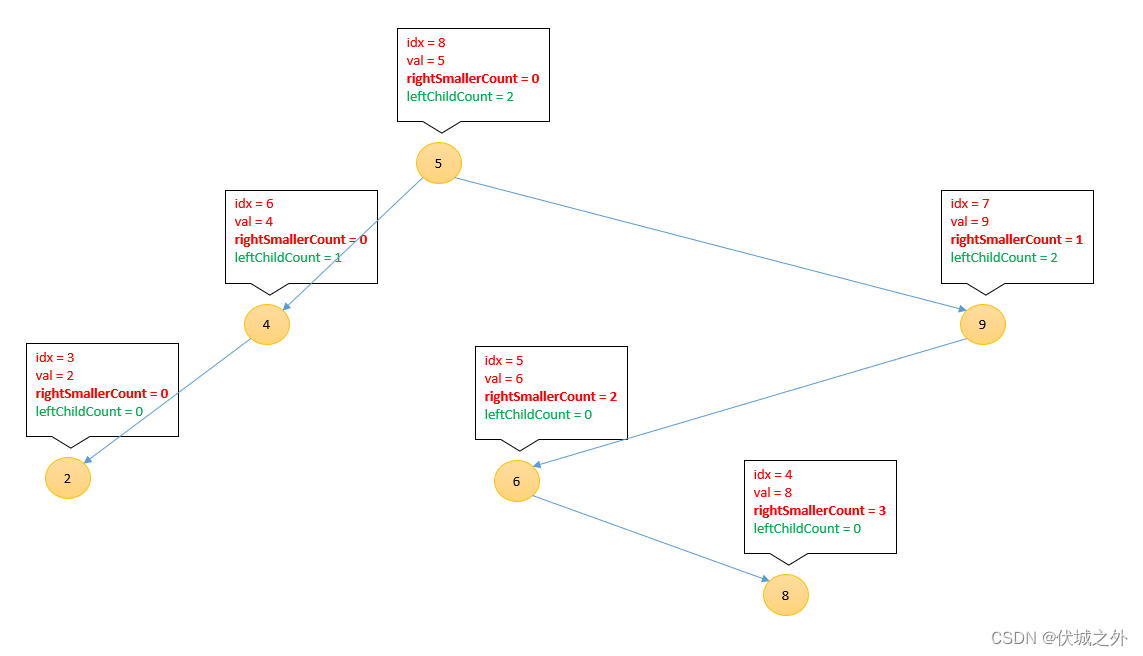 idx = 8
val = 5
rightSmallerCount = 0
leftChildCount = 2
5
idx = 6
val = 4
rightSmallerCount = 0
leftChildCount = 1
4
idx = 7
val = 9
rightSmallerCount = 1
leftChildCount = 2
9
idx = 3
val = 2
rightSmallerCount = 0
leftChildCount = 0
2
idx = 5
val = 6
rightSmallerCount = 2
leftChildCount = 0
6
idx = 4
val = 8
rightSmallerCount = 3
leftChildCount = 0
8
CSDN @伏城之外